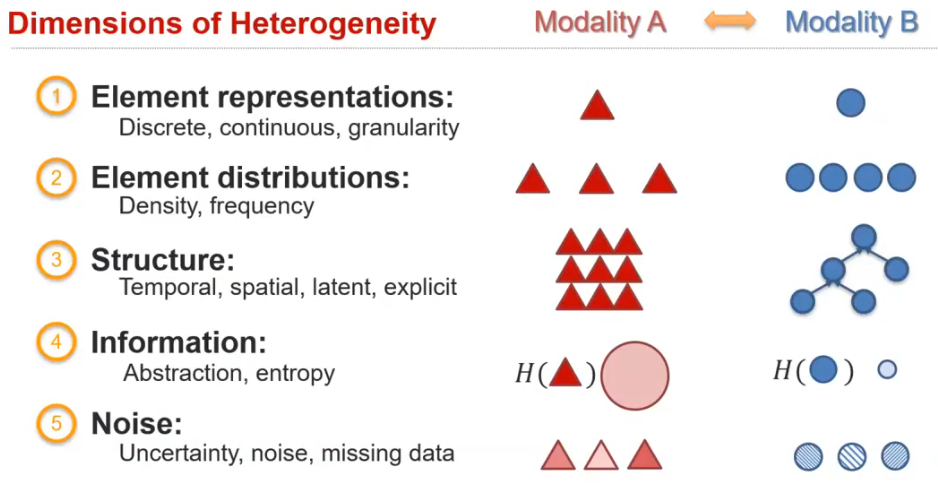 Dimensions of Heterogeneity Modality A Modality B
1 Element representations:
Discrete, continuous, granularity
2 Element distributions:
Density, frequency
3 Structure:
Temporal, spatial, latent, explicit
4 Information:
Abstraction, entropy
H( ) H( )
5 Noise:
Uncertainty, noise, missing data